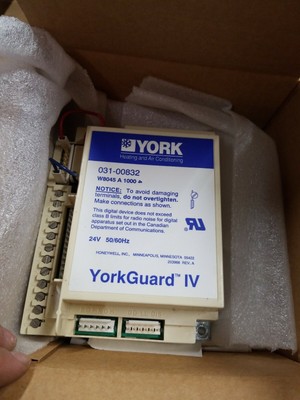 YORK
Heating and Air Conditioning
031-00832
W8045 A 1000
NOTICE: To avoid damaging
terminals, do not overtighten.
Make connections as shown.
This digital device does not exceed
class B limits for radio noise for digital
apparatus set out in the Canadian
Department of Communications.
24V 50/60Hz
HONEYWELL INC., MINNEAPOLIS, MINNESOTA 55422
YorkGuard™ IV